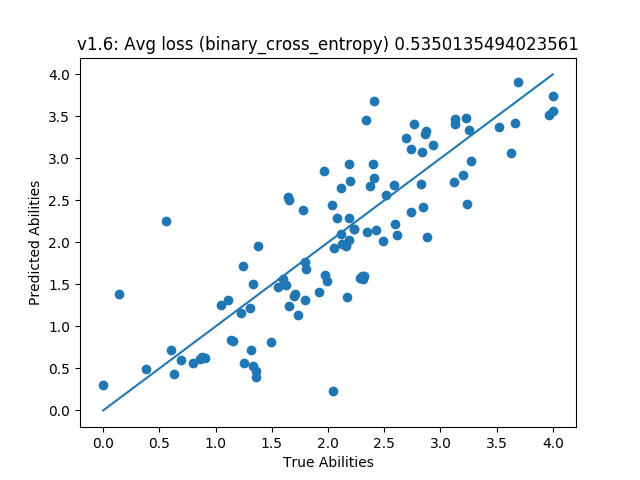 v1.6: Avg loss (binary_cross_entropy) 0.5350135494023561
4.0
3.5
3.0
2.5
2.0
1.5
1.0
0.5
0.0
Predicted Abilities
0.0 0.5 1.0 1.5 2.0 2.5 3.0 3.5 4.0
True Abilities